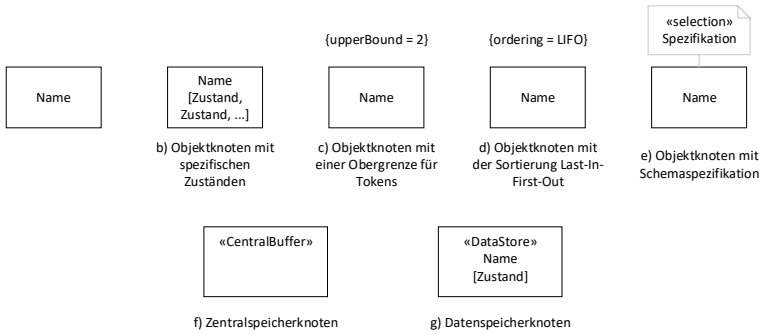 {upperBound = 2}
{ordering = LIFO}
«selection»
Spezifikation
Name
Name
[Zustand,
Zustand, ...]
Name
Name
Name
b) Objektknoten mit
spezifischen
Zuständen
c) Objektknoten mit
einer Obergrenze für
Tokens
d) Objektknoten mit
der Sortierung Last-In-
First-Out
e) Objektknoten mit
Schemaspezifikation
«CentralBuffer»
«DataStore»
Name
[Zustand]
f) Zentralspeicherknoten
g) Datenspeicherknoten